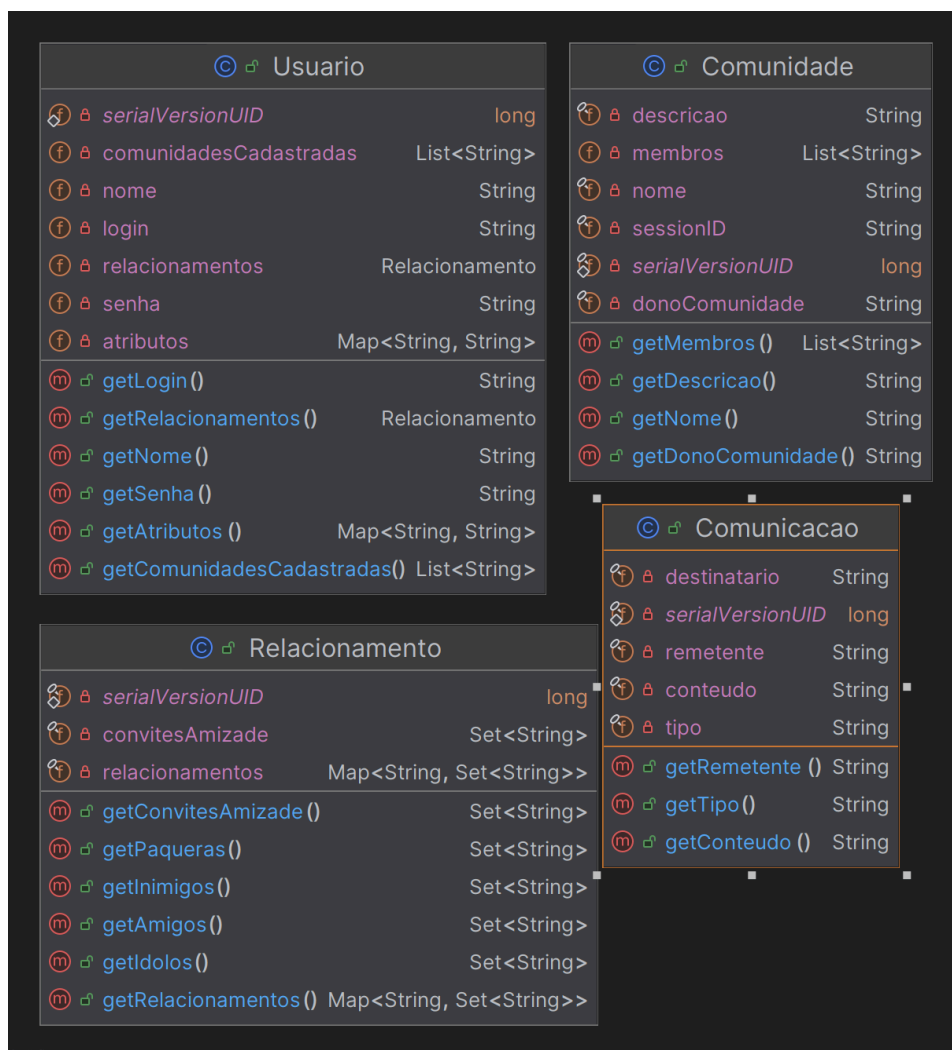 Usuario
serialVersionUID long
comunidadesCadastradas List<String>
nome String
login String
relacionamentos Relacionamento
senha String
atributos Map<String, String>
getLogin() String
getRelacionamentos() Relacionamento
getNome() String
getSenha() String
getAtributos() Map<String, String>
getComunidadesCadastradas() List<String>
Comunidade
descricao String
membros List<String>
nome String
sessionID String
serialVersionUID long
donoComunidade String
getMembros() List<String>
getDescricao() String
getNome() String
getDonoComunidade() String
Comunicacao
destinatario String
serialVersionUID long
remetente String
conteudo String
tipo String
getRemetente() String
getTipo() String
getConteudo() String
Relacionamento
serialVersionUID long
convitesAmizade Set<String>
relacionamentos Map<String, Set<String>>
getConvitesAmizade() Set<String>
getPaqueras() Set<String>
getInimigos() Set<String>
getAmigos() Set<String>
getIdolos() Set<String>
getRelacionamentos() Map<String, Set<String>>